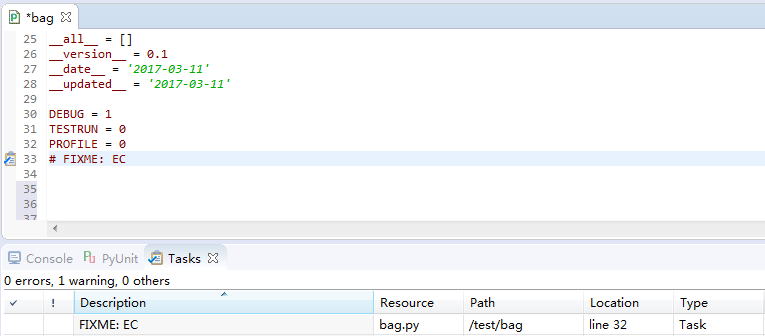 *bag
25 __all__ = []
26 __version__ = 0.1
27 __date__ = '2017-03-11'
28 __updated__ = '2017-03-11'
29
30 DEBUG = 1
31 TESTRUN = 0
32 PROFILE = 0
33 # FIXME: EC
34
35
36
37
Console PyUnit Tasks
0 errors, 1 warning, 0 others
! Description Resource Path Location Type
FIXME: EC bag.py /test/bag line 32 Task